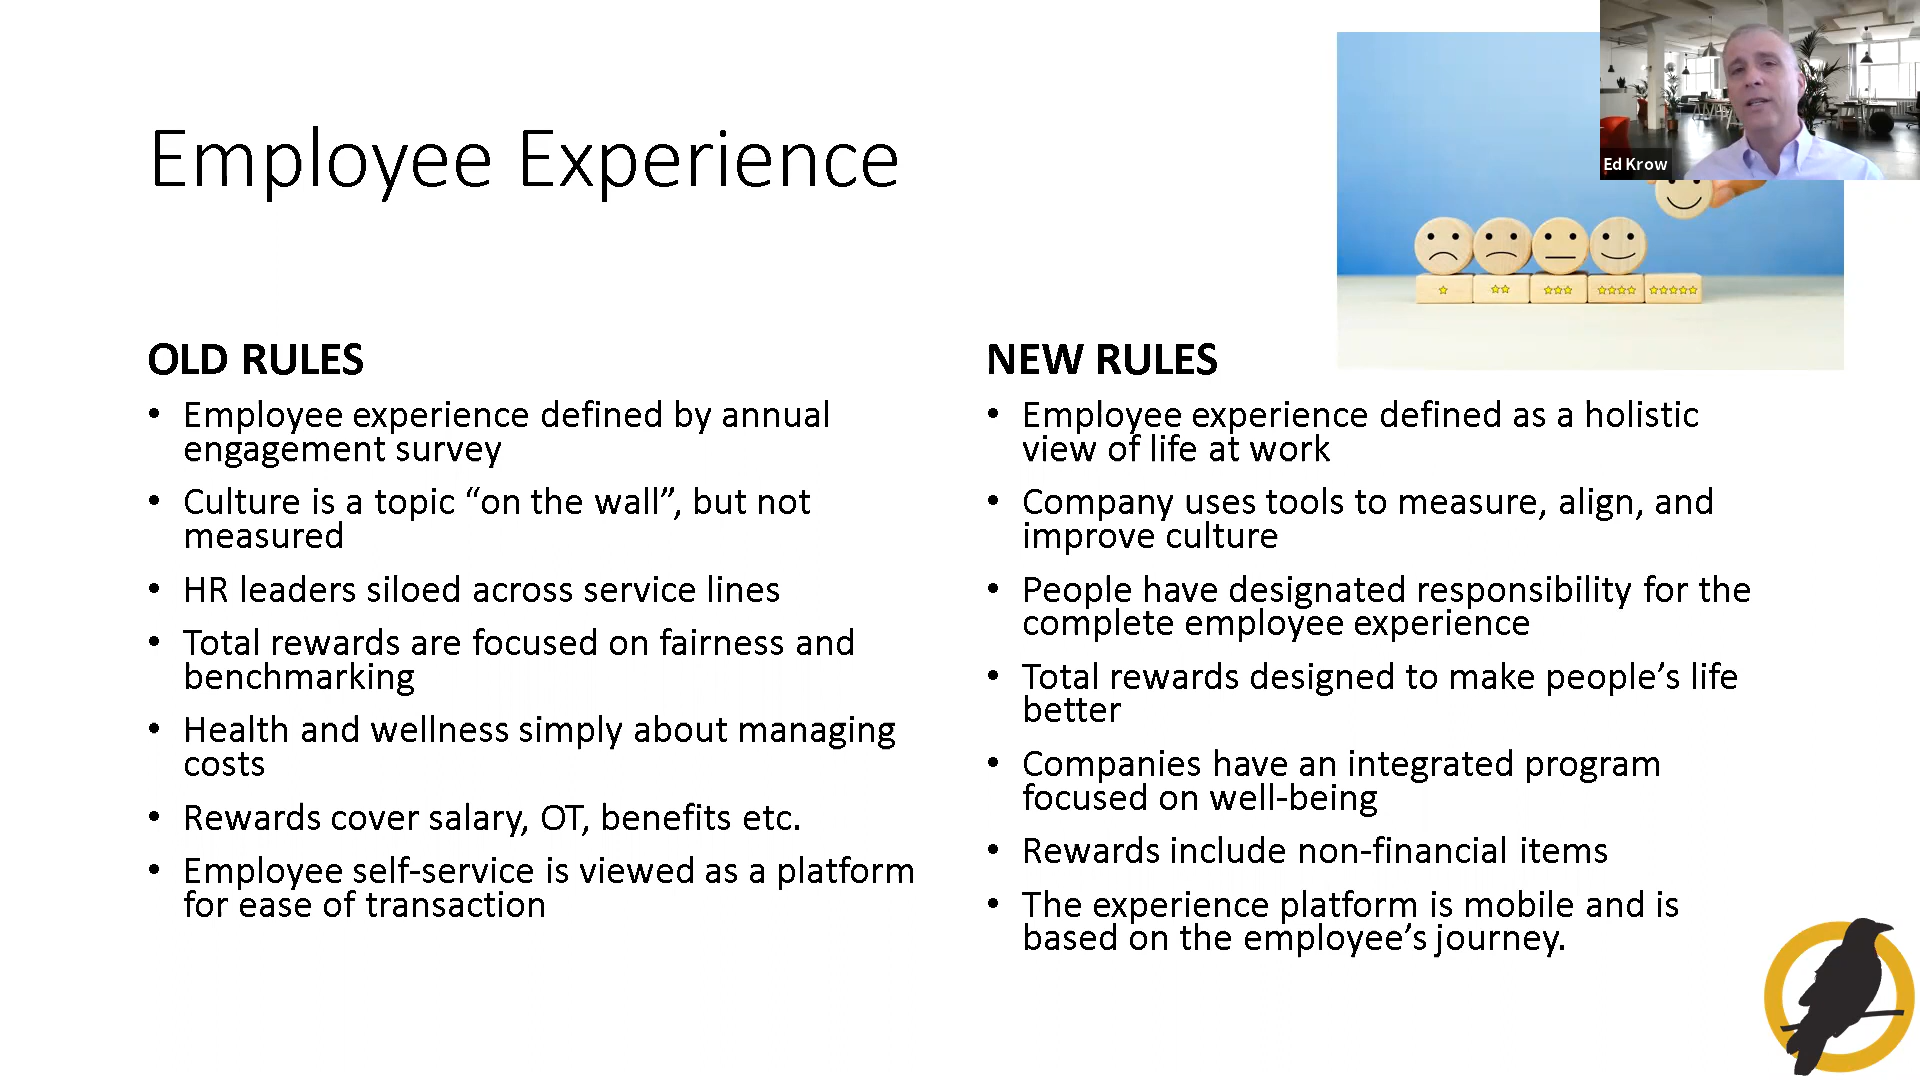 Employee Experience
Ed Krow
OLD RULES
• Employee experience defined by annual
engagement survey
• Culture is a topic “on the wall”, but not
measured
• HR leaders siloed across service lines
• Total rewards are focused on fairness and
benchmarking
• Health and wellness simply about managing
costs
• Rewards cover salary, OT, benefits etc.
• Employee self-service is viewed as a platform
for ease of transaction
NEW RULES
• Employee experience defined as a holistic
view of life at work
• Company uses tools to measure, align, and
improve culture
• People have designated responsibility for the
complete employee experience
• Total rewards designed to make people’s life
better
• Companies have an integrated program
focused on well-being
• Rewards include non-financial items
• The experience platform is mobile and is
based on the employee’s journey.